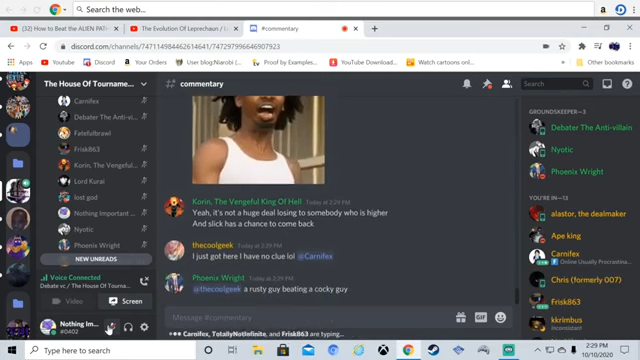 Search the web
(32) How to Beat the ALIEN PAT
The Evolution Of Leprechaun / L
#commentary
discord.com/channels/747114984462614641/747297996646907923
Apps
Bookmarks
YouTube
Discord
Your Orders
BOG User |Nirobi
Proof by Examples...
YouTube Download...
Watch cartoons onl...
Other bookmarks
The House Of Tourname...
# commentary
Search
Carnifex
Debater The Anti-vi...
Fatefulbrawl
Frisk863
Korin, The Vengeful...
Lord Kurai
lost god
Nothing Important ...
Nyotic
Phoenix Wright
NEW UNREADS
Voice Connected
Debate vc / The House Of T...
Video
Screen
Nothing Im...
#0402
Korin, The Vengeful King Of Hell Today at 2:29 PM
Yeah, it's not a huge deal losing to somebody who is higher
And slick has a chance to come back
thecoolgeek Today at 2:29 PM
I just got here I have no clue lol @Carnifex
Phoenix Wright Today at 2:29 PM
@thecoolgeek a rusty guy beating a cocky guy
Message #commentary
GIF
Carnifex, TotallyNotInfinite, and Frisk863 are typing...
GROUNDSKEEPER—3
Debater The Anti-villain
Nyotic
Phoenix Wright
YOU'RE IN—13
alastor, the dealmaker
Ape king
Carnifex
Online Usually Procrastina...
Chris (formerly 007)
Frisk863
kkrimbus
inconsistent
Type here to search
2:29 PM
10/10/2020